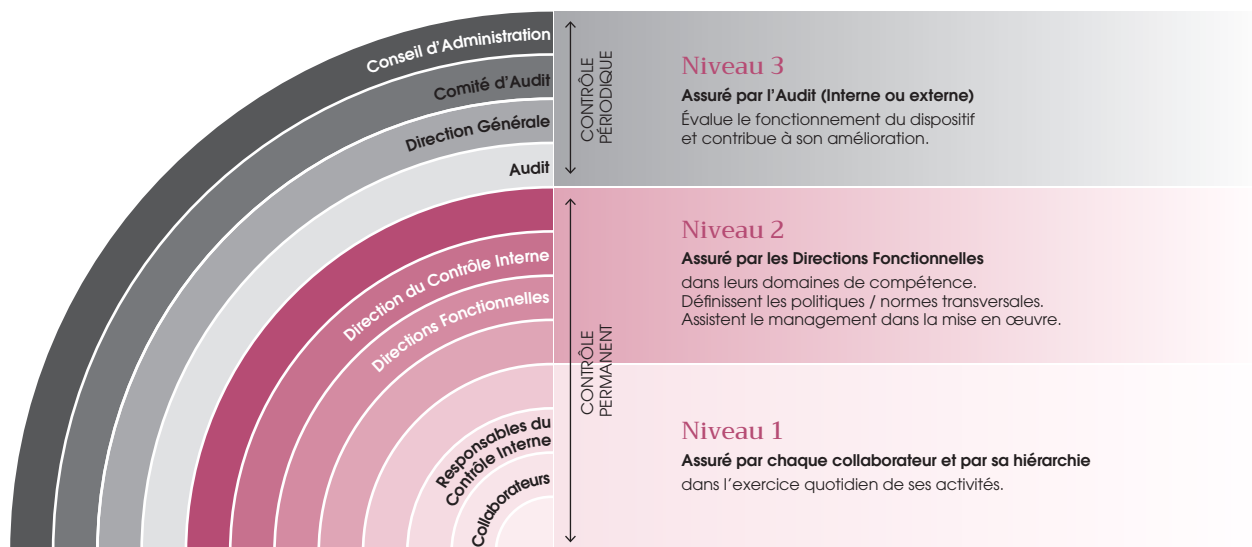 Conseil d’Administration
Comité d’Audit
Direction Générale
Audit
Direction du Contrôle Interne
Directions Fonctionnelles
Responsables du
Contrôle Interne
Collaborateurs
CONTRÔLE
PÉRIODIQUE
CONTRÔLE
PERMANENT
Niveau 3
Assuré par l’Audit (Interne ou externe)
Évalue le fonctionnement du dispositif
et contribue à son amélioration.
Niveau 2
Assuré par les Directions Fonctionnelles
dans leurs domaines de compétence.
Définissent les politiques / normes transversales.
Assistent le management dans la mise en œuvre.
Niveau 1
Assuré par chaque collaborateur et par sa hiérarchie
dans l’exercice quotidien de ses activités.